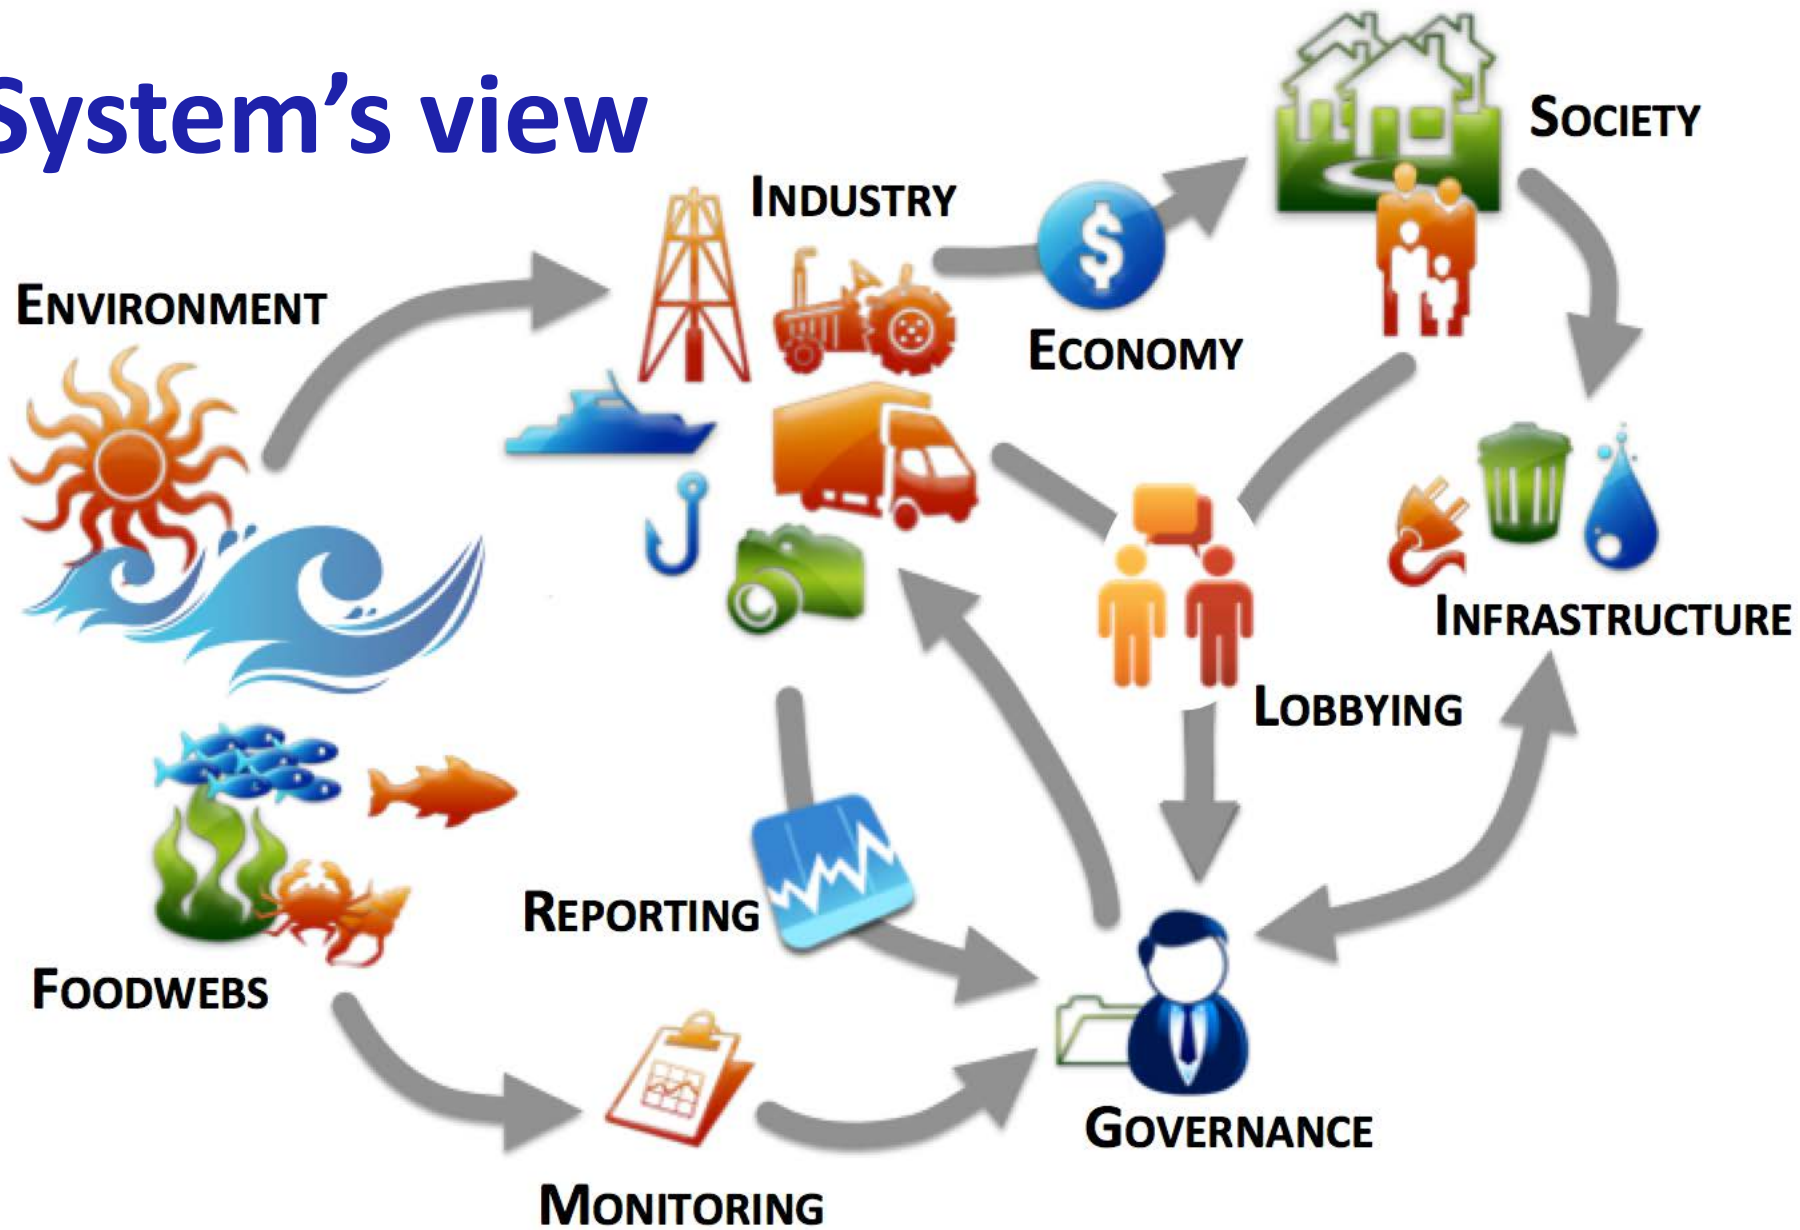 System's view
SOCIETY
INDUSTRY
ENVIRONMENT
$
ECONOMY
INFRASTRUCTURE
LOBBYING
REPORTING
FOODWEBS
GOVERNANCE
MONITORING